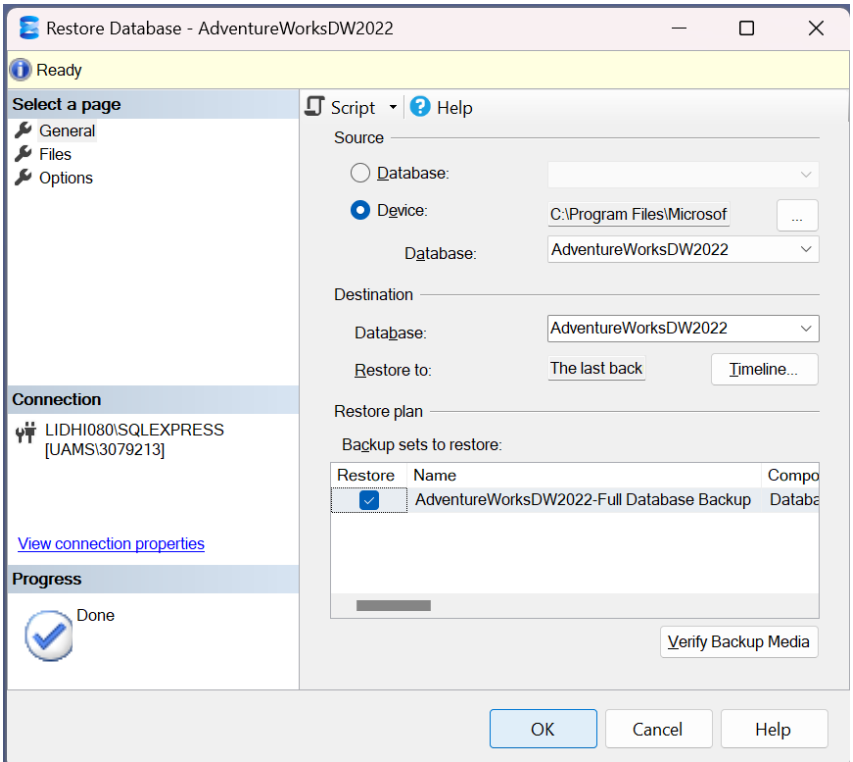 Restore Database - AdventureWorksDW2022
Ready
Select a page
General
Files
Options
Script
Help
Source
Database:
Device:
C:\Program Files\Microsof
...
Database:
AdventureWorksDW2022
Destination
Database:
AdventureWorksDW2022
Restore to:
The last back
Timeline...
Restore plan
Backup sets to restore:
Restore Name Compo
AdventureWorksDW2022-Full Database Backup Databa
Verify Backup Media
Connection
LIDHI080\SQLEXPRESS
[UAMS\3079213]
View connection properties
Progress
Done
OK Cancel Help